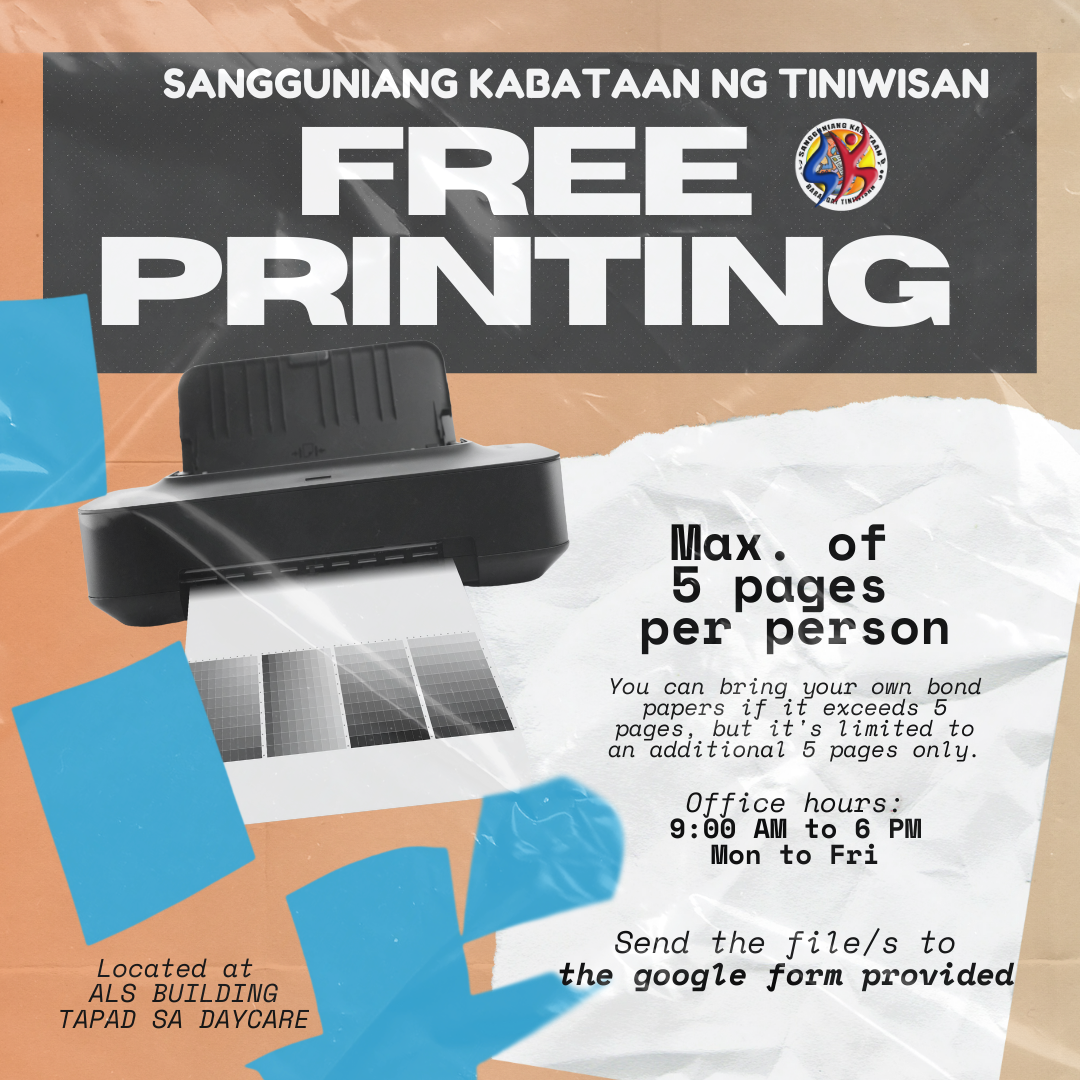 SANGGUNIANG KABATAAN NG TINIWISAN
FREE
PRINTING
SANGGUNIANG KABATAAN
TINIWISAN
Max. of
5 pages
per person
You can bring your own bond
papers if it exceeds 5
pages, but it's limited to
an additional 5 pages only.
Office hours:
9:00 AM to 6 PM
Mon to Fri
Send the file/s to
the google form provided
Located at
ALS BUILDING
TAPAD SA DAYCARE